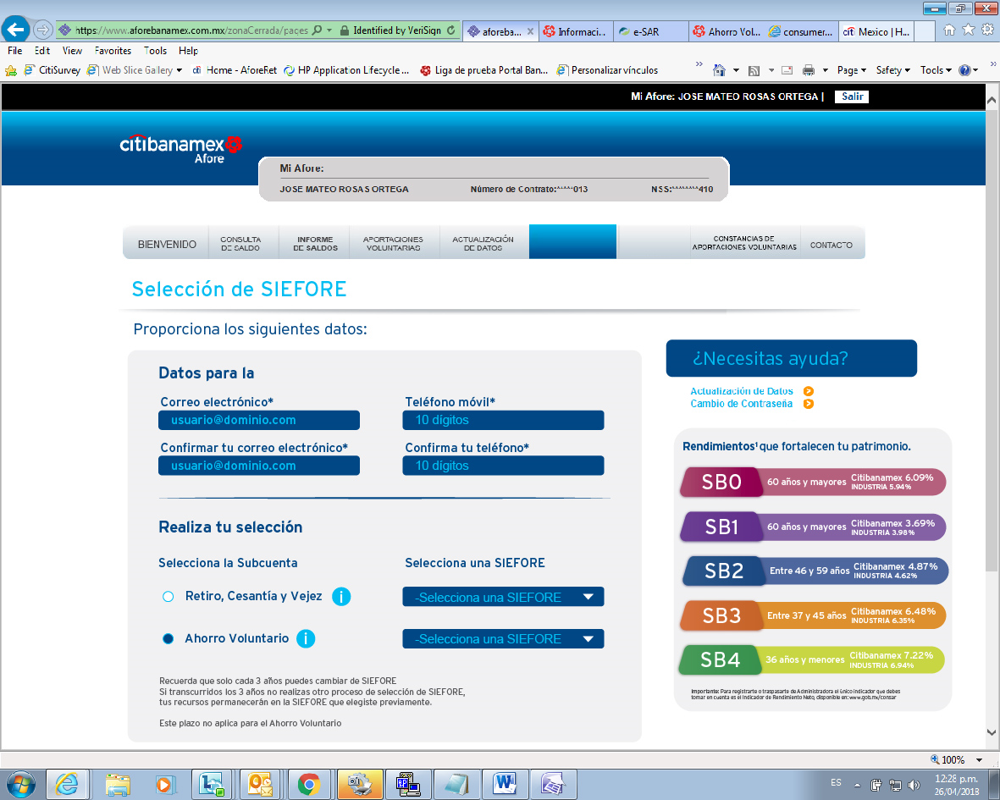 https://www.aforebanamex.com.mx/zonaCerrada/paces
Identified by VeriSign
aforeba...
Informaci...
e-SAR
Ahorro Vol...
consumer...
Mexico | H...
File Edit View Favorites Tools Help
CitiSurvey
Web Slice Gallery
Home - AforeRet
HP Application Lifecycle ...
Liga de prueba Portal Ban...
Personalizar vínculos
»
Page
Safety
Tools
»
Mi Afore: JOSE MATEO ROSAS ORTEGA |
Salir
citibanamex
Afore
Mi Afore:
JOSE MATEO ROSAS ORTEGA
Número de Contrato:*****013
NSS:********410
BIENVENIDO
CONSULTA
DE SALDO
INFORME
DE SALDOS
APORTACIONES
VOLUNTARIAS
ACTUALIZACIÓN
DE DATOS
CONSTANCIAS DE
APORTACIONES VOLUNTARIAS
CONTACTO
Selección de SIEFORE
Proporciona los siguientes datos:
Datos para la
Correo electrónico*
Teléfono móvil*
usuario@dominio.com
10 dígitos
Confirmar tu correo electrónico*
Confirma tu teléfono*
usuario@dominio.com
10 dígitos
Realiza tu selección
Selecciona la Subcuenta
Selecciona una SIEFORE
Retiro, Cesantía y Vejez
i
-Selecciona una SIEFORE
Ahorro Voluntario
i
-Selecciona una SIEFORE
Recuerda que solo cada 3 años puedes cambiar de SIEFORE
Si transcurridos los 3 años no realizas otro proceso de selección de SIEFORE,
tus recursos permanecerán en la SIEFORE que elegiste previamente.
Este plazo no aplica para el Ahorro Voluntario
¿Necesitas ayuda?
Actualización de Datos
Cambio de Contraseña
Rendimientos¹ que fortalecen tu patrimonio.
SB0
60 años y mayores
Citibanamex 6.09%
INDUSTRIA 5.94%
SB1
60 años y mayores
Citibanamex 3.69%
INDUSTRIA 3.98%
SB2
Entre 46 y 59 años
Citibanamex 4.87%
INDUSTRIA 4.62%
SB3
Entre 37 y 45 años
Citibanamex 6.48%
INDUSTRIA 6.35%
SB4
36 años y menores
Citibanamex 7.22%
INDUSTRIA 6.94%
Importante: Para registrarte o traspasarte de Administradora el único indicador que debes
tomar en cuenta es el Indicador de Rendimiento Neto, disponible en: www.gob.mx/consar
100%
ES
12:28 p.m.
26/04/2018